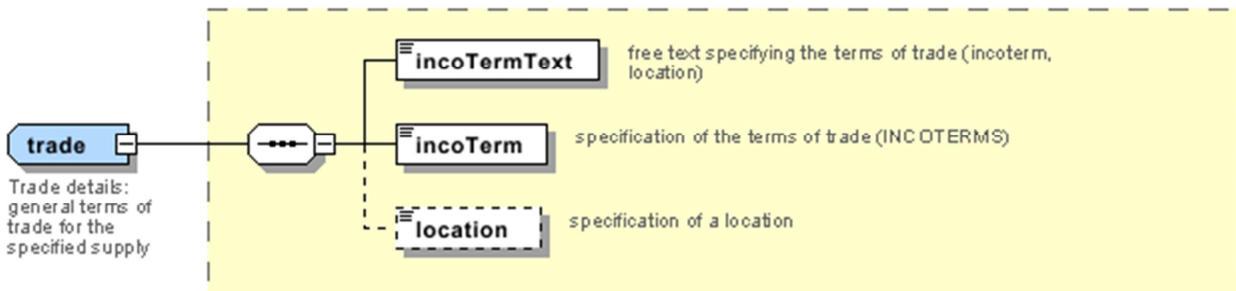 incoTermText
free text specifying the terms of trade (incoterm,
location)
trade
incoTerm
specification of the terms of trade (INCOTERMS)
Trade details:
general terms of
trade for the
specified supply
location
specification of a location